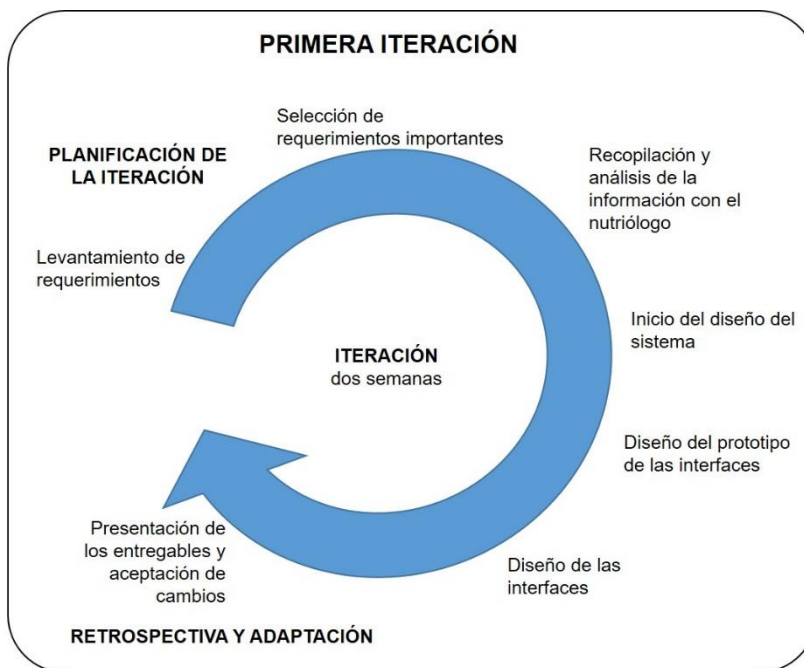 PRIMERA ITERACIÓN
PLANIFICACIÓN DE
LA ITERACIÓN
Levantamiento de
requerimientos
Selección de
requerimientos importantes
Recopilación y
análisis de la
información con el
nutriólogo
Inicio del diseño del
sistema
Diseño del prototipo
de las interfaces
Diseño de las
interfaces
Presentación de
los entregables y
aceptación de
cambios
RETROSPECTIVA Y ADAPTACIÓN
ITERACIÓN
dos semanas